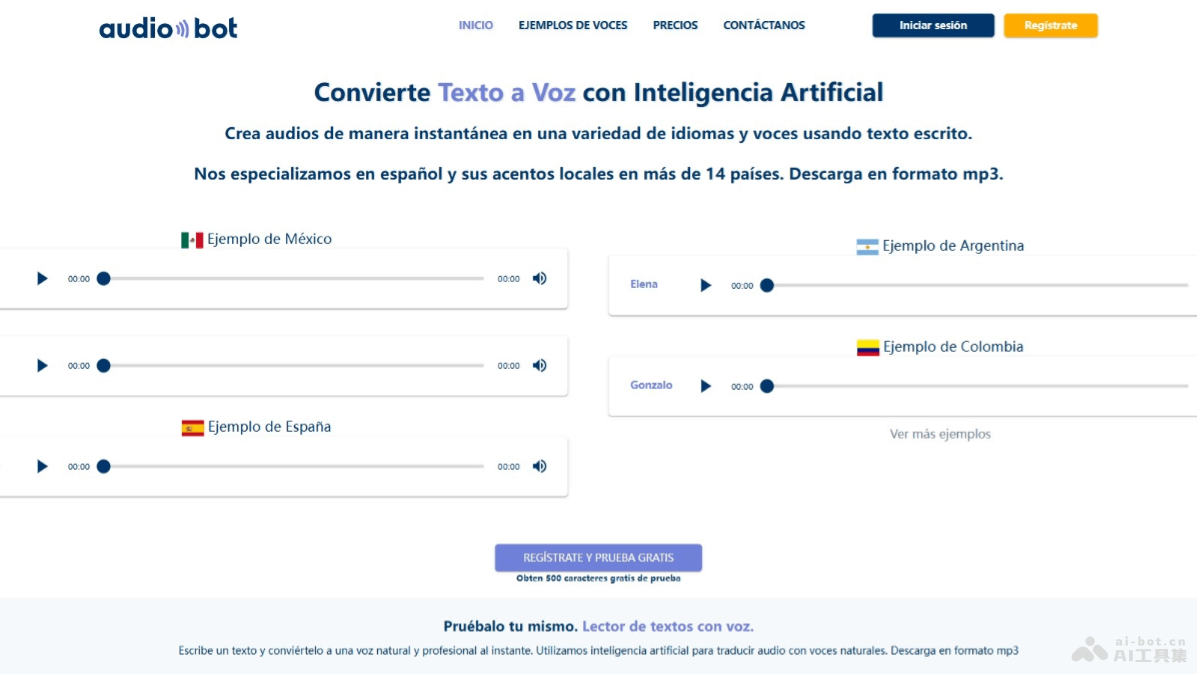 audio bot
INICIO EJEMPLOS DE VOCES PRECIOS CONTÁCTANOS Iniciar sesión Regístrate
Convierte Texto a Voz con Inteligencia Artificial
Crea audios de manera instantánea en una variedad de idiomas y voces usando texto escrito.
Nos especializamos en español y sus acentos locales en más de 14 países. Descarga en formato mp3.
Ejemplo de México
00:00 00:00
00:00 00:00
Ejemplo de España
00:00 00:00
Ejemplo de Argentina
Elena 00:00
Ejemplo de Colombia
Gonzalo 00:00
Ver más ejemplos
REGÍSTRATE Y PRUEBA GRATIS
Obten 500 caracteres gratis de prueba
Pruébalo tu mismo. Lector de textos con voz.
Escribe un texto y conviértelo a una voz natural y profesional al instante. Utilizamos inteligencia artificial para traducir audio con voces naturales. Descarga en formato mp3
ai-bot.cn
AI工具集